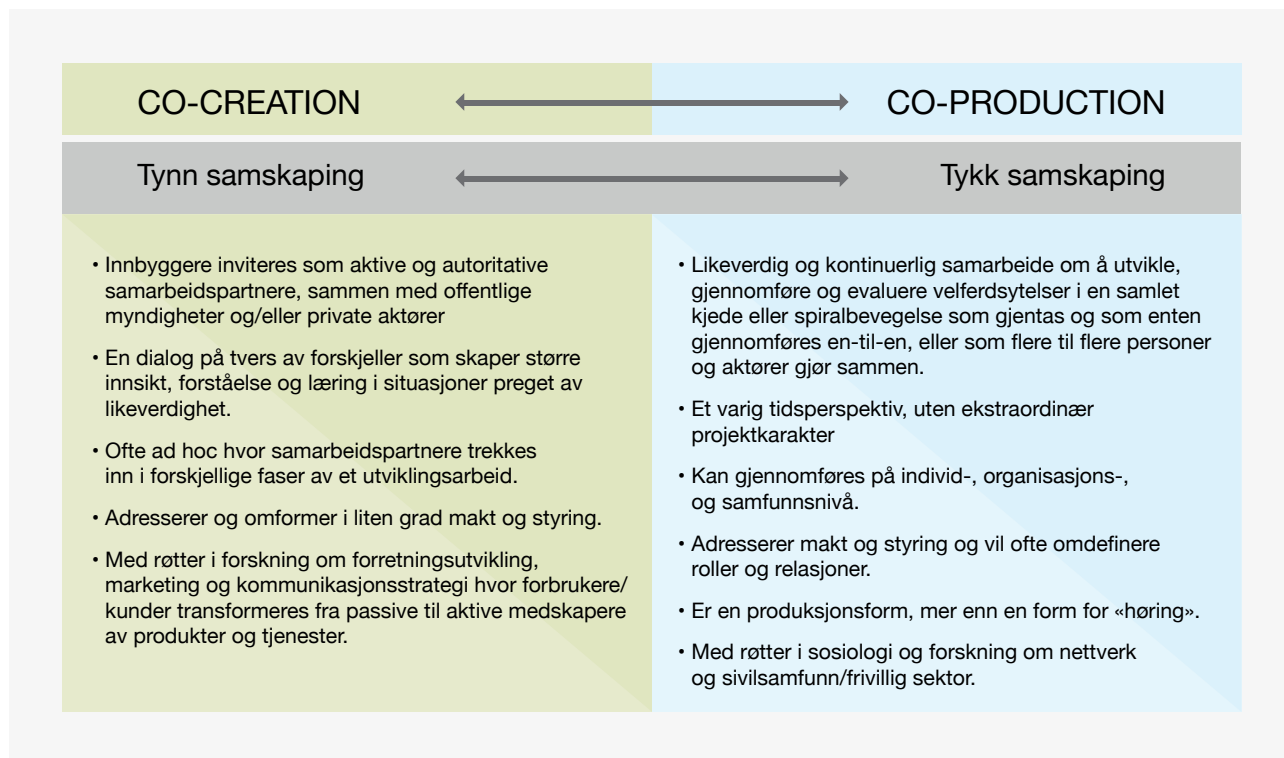 CO-CREATION
CO-PRODUCTION
Tynn samskaping
Tykk samskaping
• Innbyggere inviteres som aktive og autoritative
samarbeidspartnere, sammen med offentlige
myndigheter og/eller private aktører
• En dialog på tvers av forskjeller som skaper større
innsikt, forståelse og læring i situasjoner preget av
likeverdighet.
• Ofte ad hoc hvor samarbeidspartnere trekkes
inn i forskjellige faser av et utviklingsarbeid.
• Adresserer og omformer i liten grad makt og styring.
• Med røtter i forskning om forretningsutvikling,
marketing og kommunikasjonsstrategi hvor forbrukere/
kunder transformeres fra passive til aktive medskapere
av produkter og tjenester.
• Likeverdig og kontinuerlig samarbeide om å utvikle,
gjennomføre og evaluere velferdsytelser i en samlet
kjede eller spiralbevegelse som gjentas og som enten
gjennomføres en-til-en, eller som flere til flere personer
og aktører gjør sammen.
• Et varig tidsperspektiv, uten ekstraordinær
projektkarakter
• Kan gjennomføres på individ-, organisasjons-,
og samfunnsnivå.
• Adresserer makt og styring og vil ofte omdefinere
roller og relasjoner.
• Er en produksjonsform, mer enn en form for «høring».
• Med røtter i sosiologi og forskning om nettverk
og sivilsamfunn/frivillig sektor.